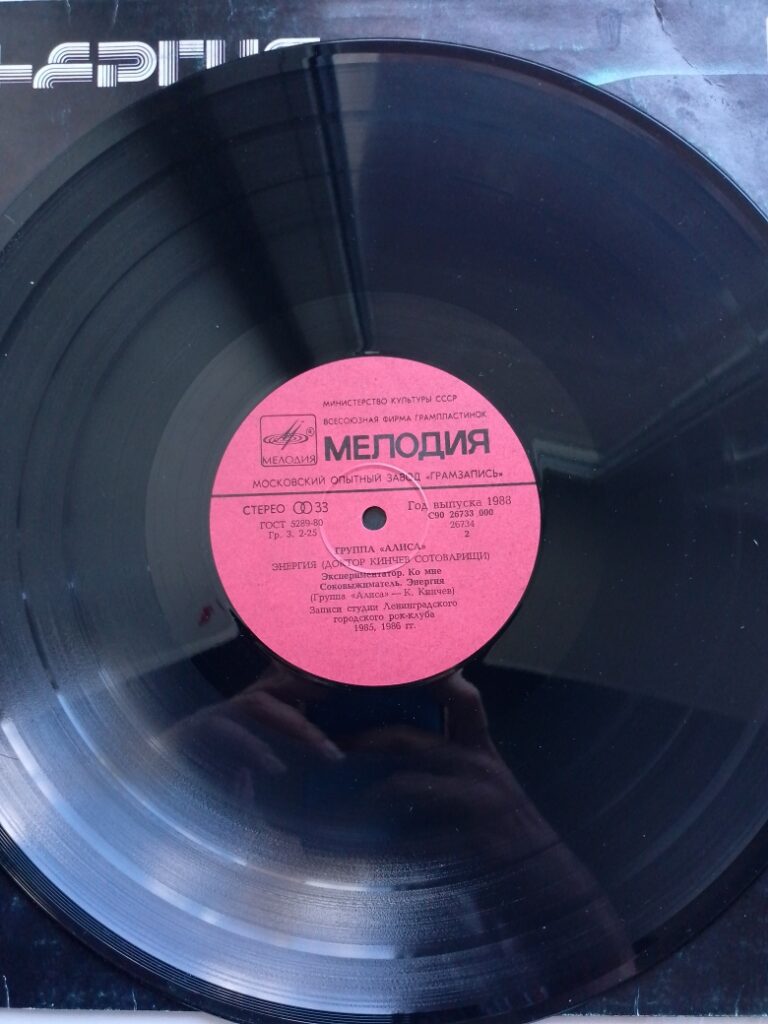 ЕРГИ
МИНИСТЕРСТВО КУЛЬТУРЫ СССР
ВСЕСОЮЗНАЯ ФИРМА ГРАМПЛАСТИНОК
МЕЛОДИЯ ® МЕЛОДИЯ
МОСКОВСКИЙ ОПЫТНЫЙ ЗАВОД «ГРАМЗАПИСЬ»
СТЕРЕО 33 Год выпуска 1988
ГОСТ 5289-80 С90 26733 000
Гр. 3. 2-25 26734
2
ГРУППА «АЛИСА»
ЭНЕРГИЯ (ДОКТОР КИНЧЕВ СОТОВАРИЩИ)
Экспериментатор. Ко мне
Соковыжиматель. Энергия
(Группа «Алиса» — К. Кинчев)
Записи студии Ленинградского
городского рок-клуба
1985, 1986 гг.